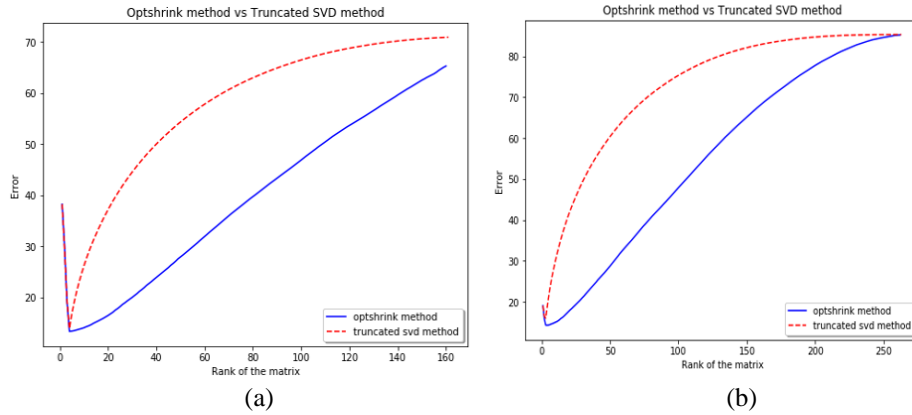 Optshrink method vs Truncated SVD method
70
60
50
40
30
20
Error
0
20
40
60
80
100
120
140
160
Rank of the matrix
optshrink method
truncated svd method
(a)
Optshrink method vs Truncated SVD method
80
70
60
50
40
30
20
Error
0
50
100
150
200
250
Rank of the matrix
optshrink method
truncated svd method
(b)